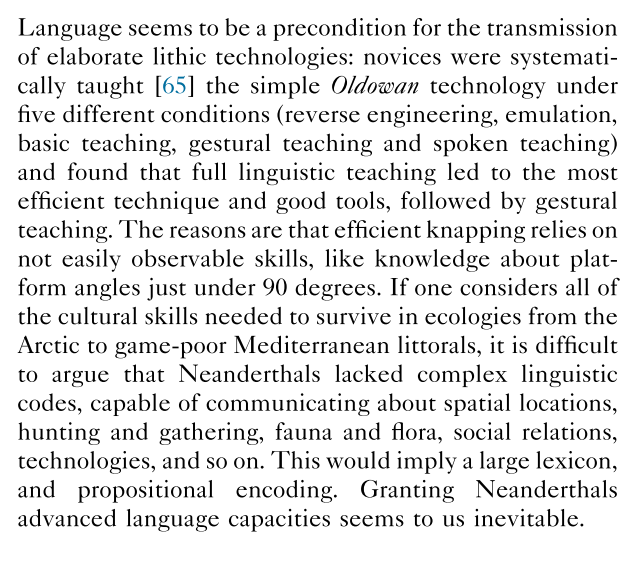 Language seems to be a precondition for the transmission
of elaborate lithic technologies: novices were systemati-
cally taught [65] the simple Oldowan technology under
five different conditions (reverse engineering, emulation,
basic teaching, gestural teaching and spoken teaching)
and found that full linguistic teaching led to the most
efficient technique and good tools, followed by gestural
teaching. The reasons are that efficient knapping relies on
not easily observable skills, like knowledge about plat-
form angles just under 90 degrees. If one considers all of
the cultural skills needed to survive in ecologies from the
Arctic to game-poor Mediterranean littorals, it is difficult
to argue that Neanderthals lacked complex linguistic
codes, capable of communicating about spatial locations,
hunting and gathering, fauna and flora, social relations,
technologies, and so on. This would imply a large lexicon,
and propositional encoding. Granting Neanderthals
advanced language capacities seems to us inevitable.